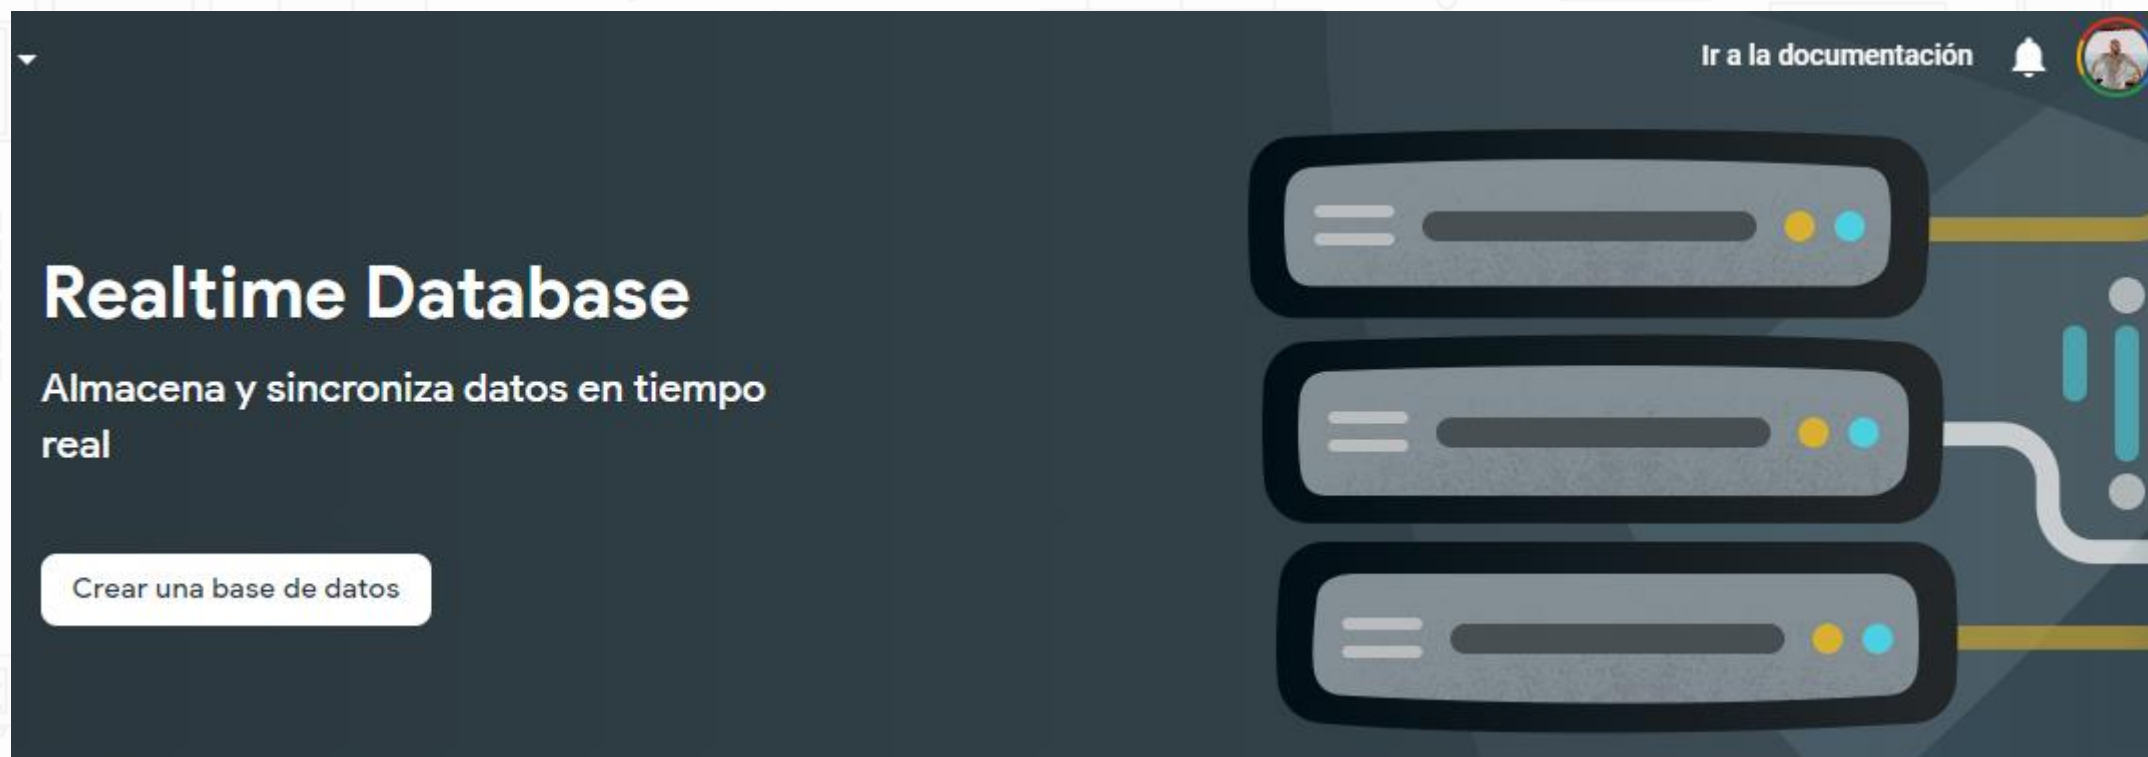 Ir a la documentación
Realtime Database
Almacena y sincroniza datos en tiempo
real
Crear una base de datos